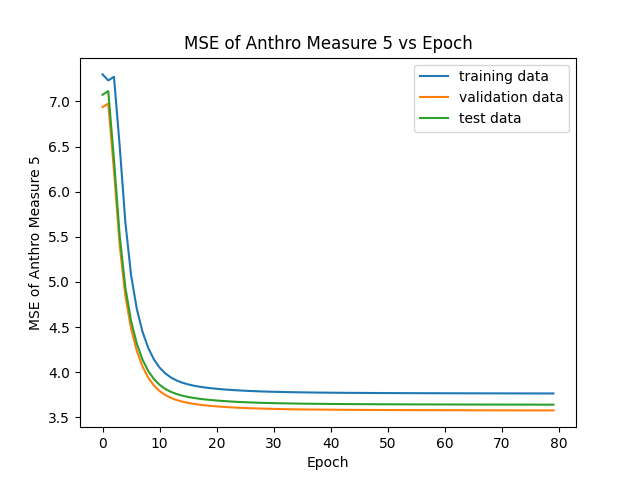 MSE of Anthro Measure 5 vs Epoch
training data
validation data
test data
MSE of Anthro Measure 5
7.0
6.5
6.0
5.5
5.0
4.5
4.0
3.5
0 10 20 30 40 50 60 70 80
Epoch